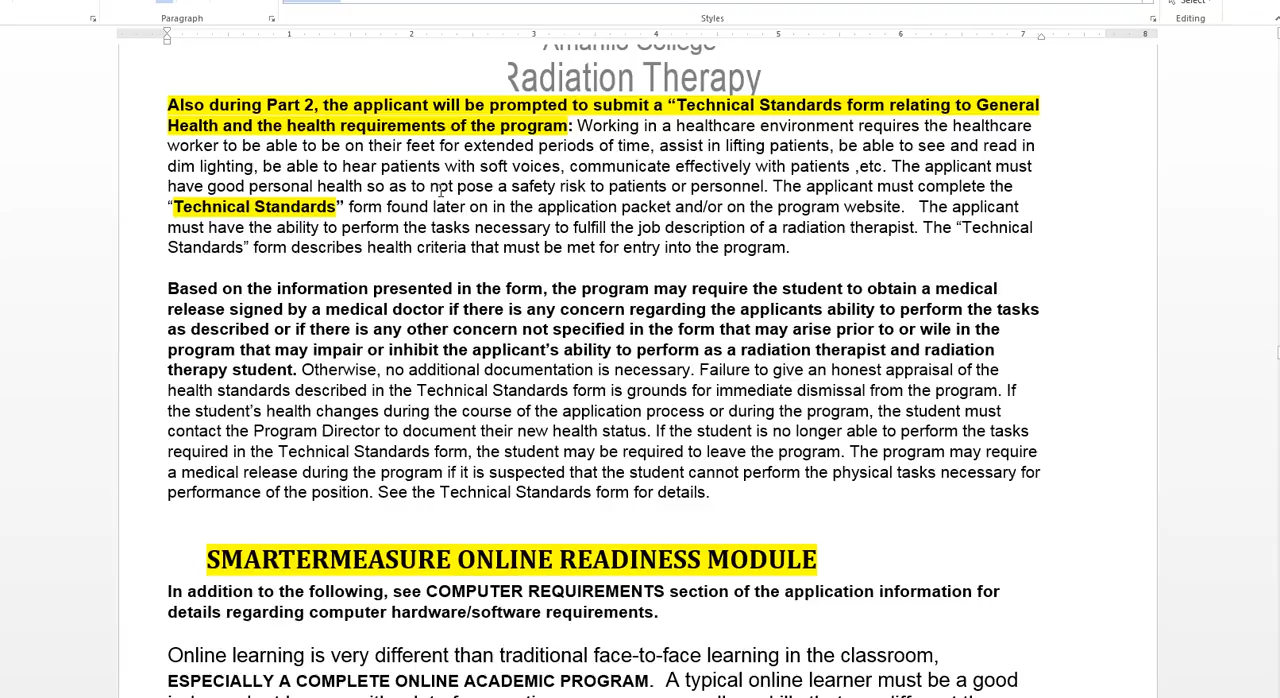 Select
Paragraph
Styles
Editing
1 2 3 4 5 6 7 8
Amarillo College
Radiation Therapy
Also during Part 2, the applicant will be prompted to submit a “Technical Standards form relating to General
Health and the health requirements of the program: Working in a healthcare environment requires the healthcare
worker to be able to be on their feet for extended periods of time, assist in lifting patients, be able to see and read in
dim lighting, be able to hear patients with soft voices, communicate effectively with patients ,etc. The applicant must
have good personal health so as to not pose a safety risk to patients or personnel. The applicant must complete the
“Technical Standards” form found later on in the application packet and/or on the program website. The applicant
must have the ability to perform the tasks necessary to fulfill the job description of a radiation therapist. The “Technical
Standards” form describes health criteria that must be met for entry into the program.
Based on the information presented in the form, the program may require the student to obtain a medical
release signed by a medical doctor if there is any concern regarding the applicants ability to perform the tasks
as described or if there is any other concern not specified in the form that may arise prior to or wile in the
program that may impair or inhibit the applicant’s ability to perform as a radiation therapist and radiation
therapy student. Otherwise, no additional documentation is necessary. Failure to give an honest appraisal of the
health standards described in the Technical Standards form is grounds for immediate dismissal from the program. If
the student’s health changes during the course of the application process or during the program, the student must
contact the Program Director to document their new health status. If the student is no longer able to perform the tasks
required in the Technical Standards form, the student may be required to leave the program. The program may require
a medical release during the program if it is suspected that the student cannot perform the physical tasks necessary for
performance of the position. See the Technical Standards form for details.
SMARTERMEASURE ONLINE READINESS MODULE
In addition to the following, see COMPUTER REQUIREMENTS section of the application information for
details regarding computer hardware/software requirements.
Online learning is very different than traditional face-to-face learning in the classroom,
ESPECIALLY A COMPLETE ONLINE ACADEMIC PROGRAM. A typical online learner must be a good